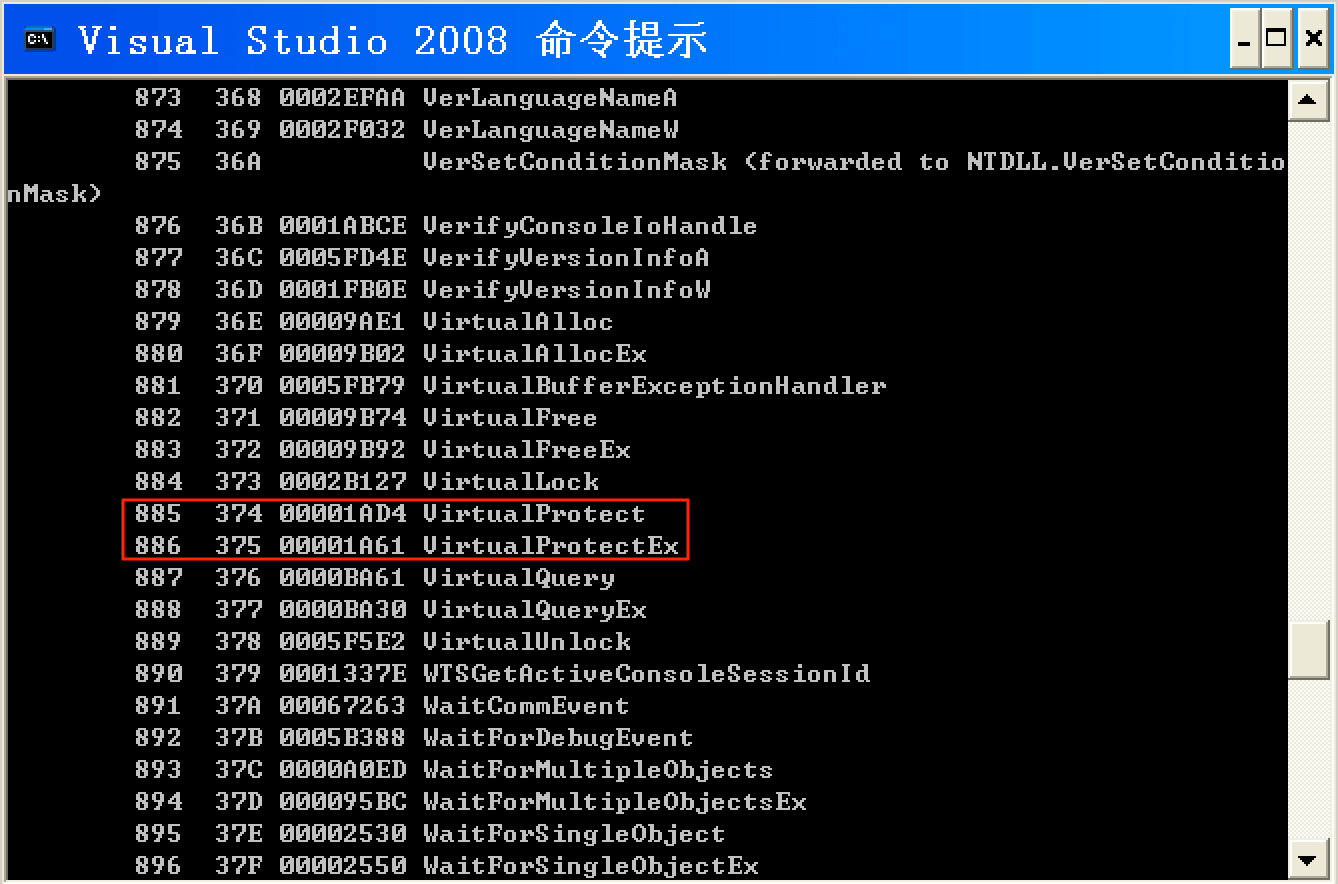 C:\
Visual Studio 2008 命令提示
873 368 0002EFAA VerLanguageNameA
874 369 0002F032 VerLanguageNameW
875 36A VerSetConditionMask (forwarded to NTDLL.VerSetConditio
nMask)
876 36B 0001ABCE VerifyConsoleIoHandle
877 36C 0005FD4E VerifyVersionInfoA
878 36D 0001FB0E VerifyVersionInfoW
879 36E 00009AE1 VirtualAlloc
880 36F 00009B02 VirtualAllocEx
881 370 0005FB79 VirtualBufferExceptionHandler
882 371 00009B74 VirtualFree
883 372 00009B92 VirtualFreeEx
884 373 0002B127 VirtualLock
885 374 00001AD4 VirtualProtect
886 375 00001A61 VirtualProtectEx
887 376 0000BA61 VirtualQuery
888 377 0000BA30 VirtualQueryEx
889 378 0005F5E2 VirtualUnlock
890 379 0001337E WTSGetActiveConsoleSessionId
891 37A 00067263 WaitCommEvent
892 37B 0005B388 WaitForDebugEvent
893 37C 0000A0ED WaitForMultipleObjects
894 37D 000095BC WaitForMultipleObjectsEx
895 37E 00002530 WaitForSingleObject
896 37F 00002550 WaitForSingleObjectEx